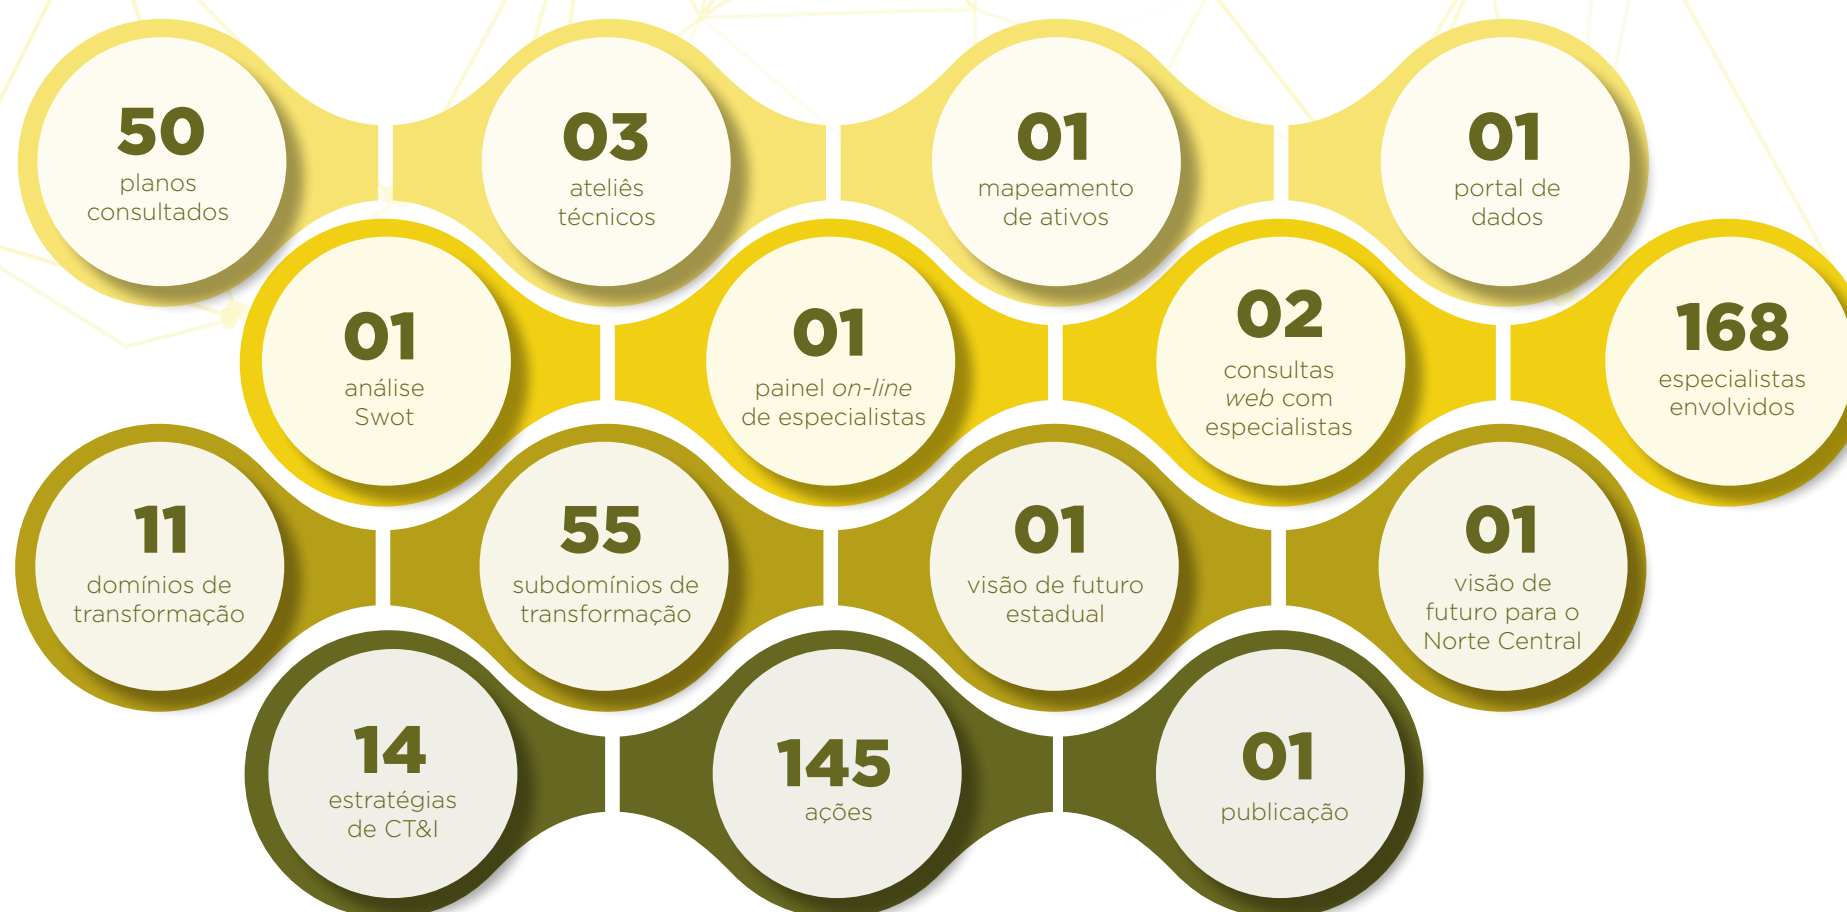 50
planos
consultados
03
ateliês
técnicos
01
mapeamento
de ativos
01
portal de
dados
01
análise
Swot
01
painel on-line
de especialistas
02
consultas
web com
especialistas
168
especialistas
envolvidos
11
domínios de
transformação
55
subdomínios de
transformação
01
visão de futuro
estadual
01
visão de
futuro para o
Norte Central
14
estratégias
de CT&I
145
ações
01
publicação